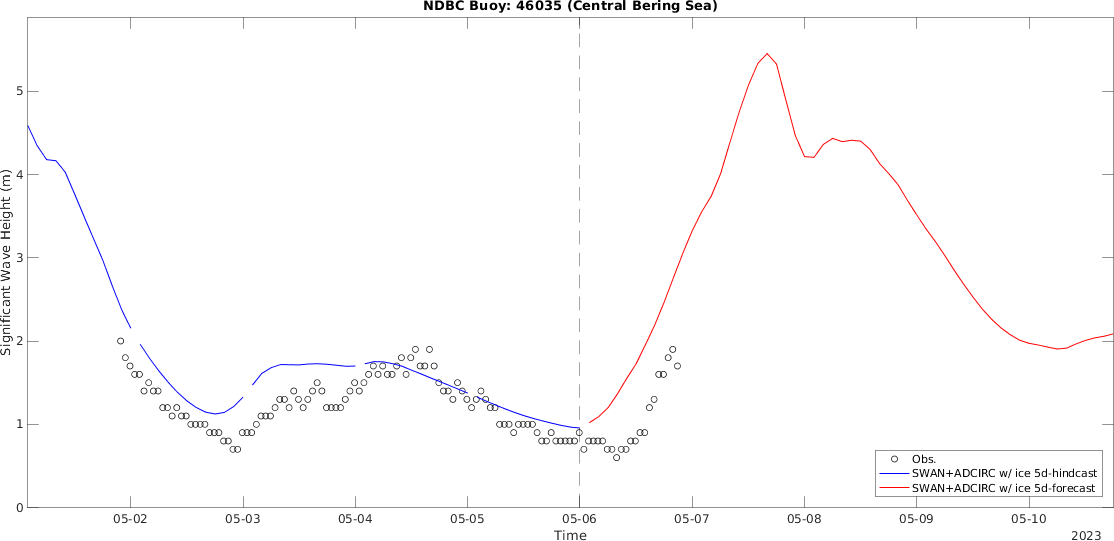 NDBC Buoy: 46035 (Central Bering Sea)
Significant Wave Height (m)
5
4
3
2
1
0
Obs.
SWAN+ADCIRC w/ ice 5d-hindcast
SWAN+ADCIRC w/ ice 5d-forecast
05-02 05-03 05-04 05-05 05-06 05-07 05-08 05-09 05-10
Time
2023